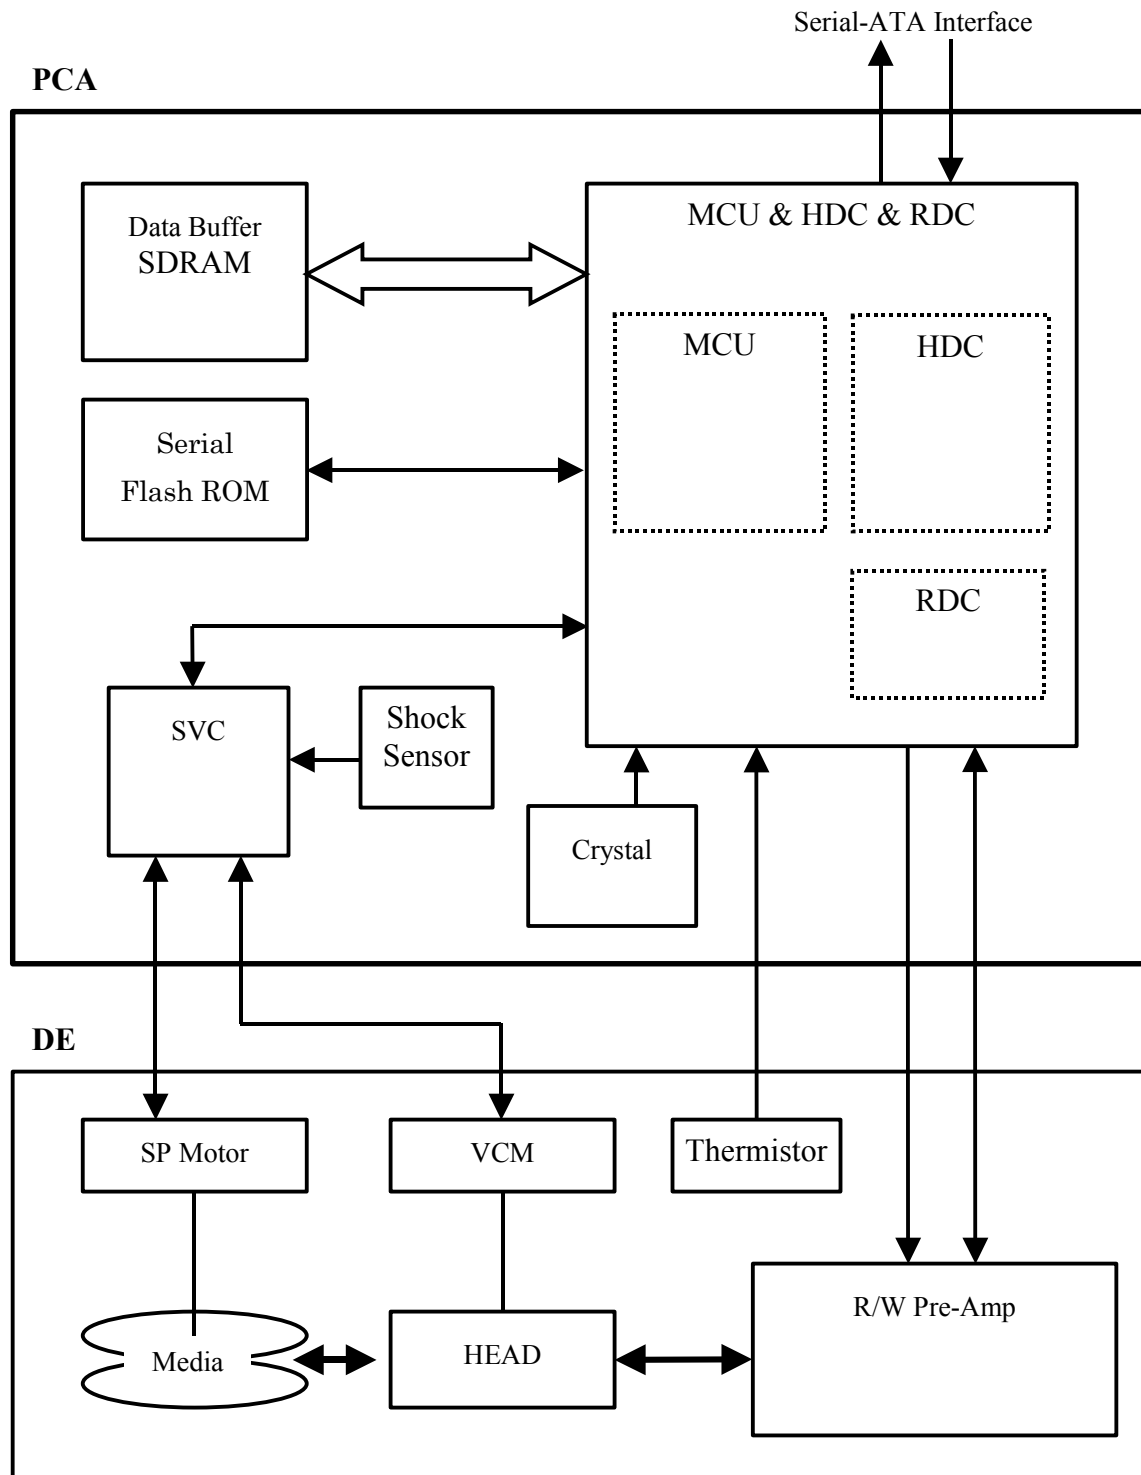 Serial-ATA Interface
PCA
Data Buffer
SDRAM
MCU & HDC & RDC
MCU
HDC
Serial
Flash ROM
RDC
SVC
Shock
Sensor
Crystal
DE
SP Motor
VCM
Thermistor
R/W Pre-Amp
Media
HEAD